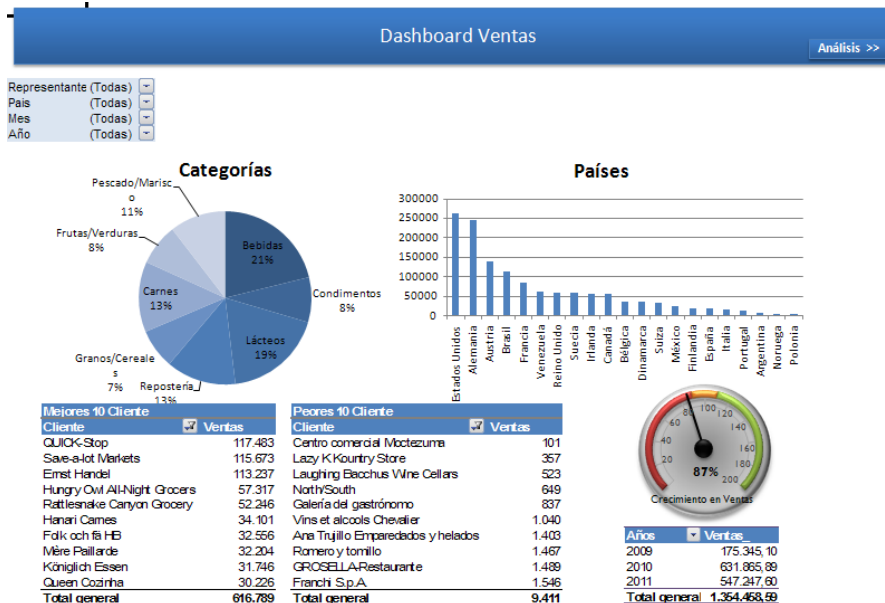 Dashboard Ventas
Análisis >>
Representante (Todas)
Pais (Todas)
Mes (Todas)
Año (Todas)
Categorías
Pescado/Marisc
o
11%
Frutas/Verduras
8%
Carnes
13%
Granos/Cereale
s
7%
Repostería
13%
Lácteos
19%
Condimentos
8%
Bebidas
21%
Países
300000
250000
200000
150000
100000
50000
0
Estados Unidos
Alemania
Austria
Brasil
Francia
Venezuela
Reino Unido
Suecia
Irlanda
Canadá
Bélgica
Dinamarca
Suiza
México
Finlandia
España
Italia
Portugal
Argentina
Noruega
Polonia
Mejores 10 Cliente
Cliente Ventas
QUICK-Stop 117.483
Save-a-lot Markets 115.673
Ernst Handel 113.237
Hungry Owl All-Night Grocers 57.317
Rattlesnake Canyon Grocery 52.246
Hanari Carnes 34.101
Folk och fä HB 32.556
Mère Paillarde 32.204
Königlich Essen 31.746
Queen Cozinha 30.226
Total general 616.789
Peores 10 Cliente
Cliente Ventas
Centro comercial Moctezuma 101
Lazy K Kountry Store 357
Laughing Bacchus Wine Cellars 523
North/South 649
Galería del gastrónomo 837
Vins et alcools Chevalier 1.040
Ana Trujillo Emparedados y helados 1.403
Romero y tomillo 1.467
GROSELLA-Restaurante 1.489
Franchi S.p.A. 1.546
Total general 9.411
0
20
40
60
80
100
120
140
160
180
200
87%
Crecimiento en Ventas
Años Ventas_
2009 175.345,10
2010 631.865,89
2011 547.247,60
Total general 1.354.458,59